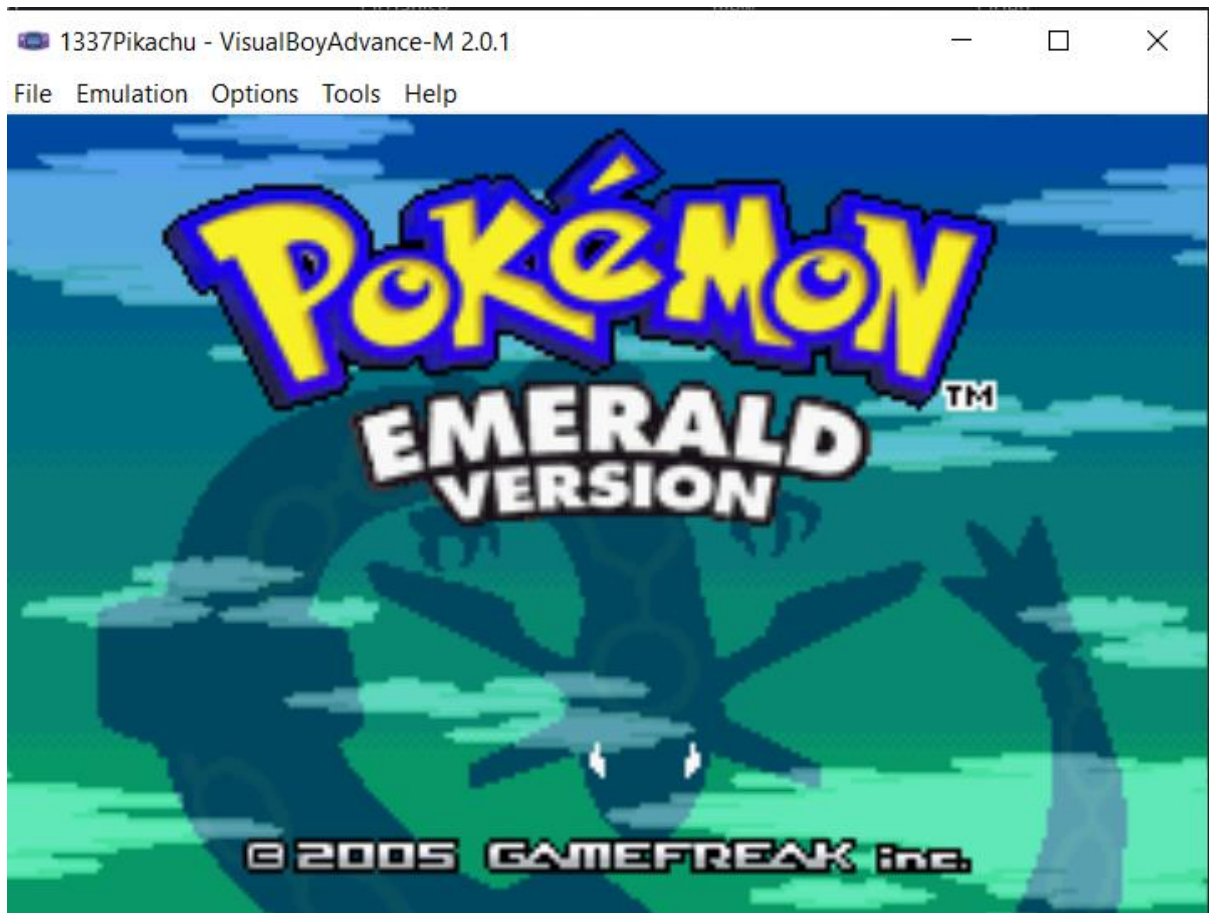 1337Pikachu - VisualBoyAdvance-M 2.0.1
File Emulation Options Tools Help
POKéMON
TM
EMERALD
VERSION
© 2005 GAMEFREAK inc.